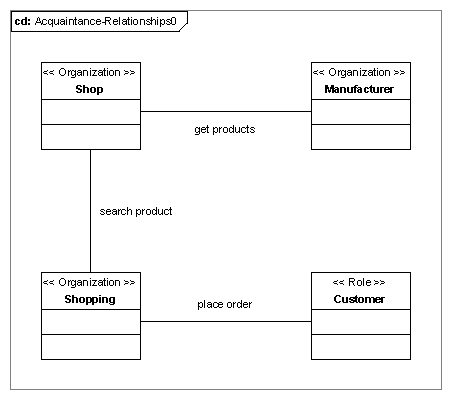 cd: Acquaintance-Relationships0
<< Organization >>
Shop
<< Organization >>
Manufacturer
get products
search product
<< Organization >>
Shopping
<< Role >>
Customer
place order